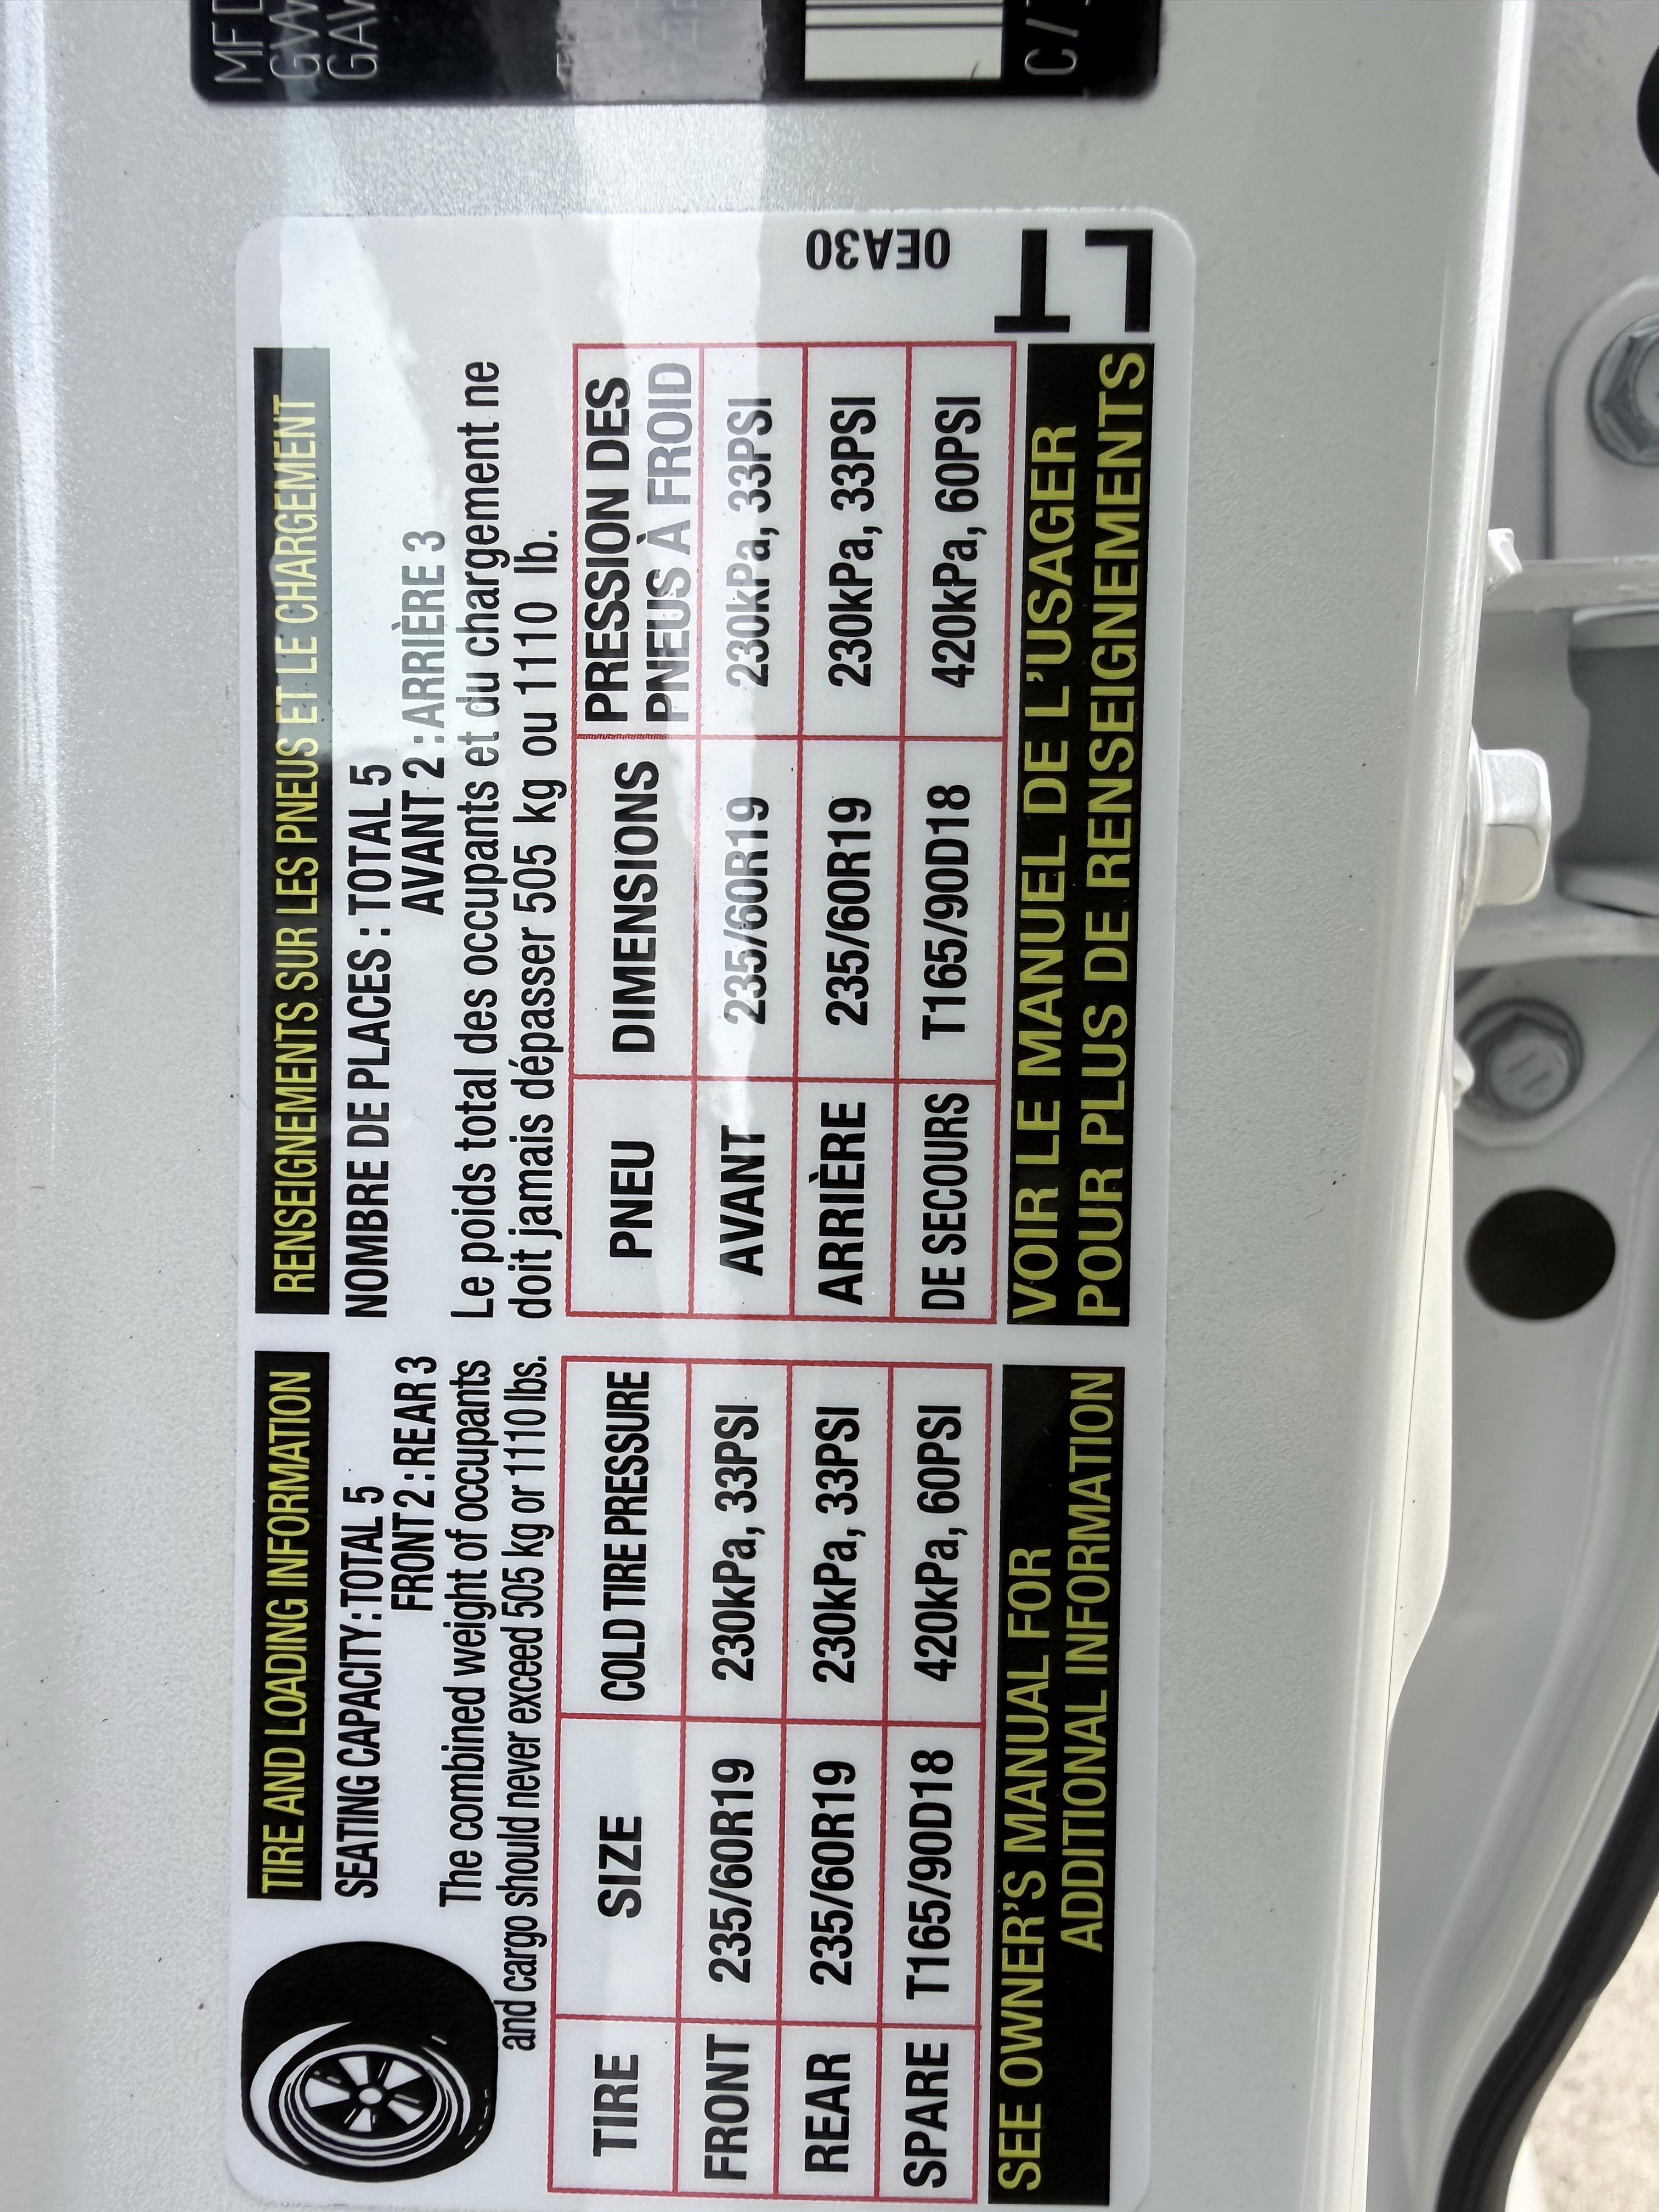 TIRE AND LOADING INFORMATION
SEATING CAPACITY : TOTAL 5
FRONT 2 : REAR 3
The combined weight of occupants
and cargo should never exceed 505 kg or 1110 lbs.
TIRE SIZE COLD TIRE PRESSURE
FRONT 235/60R19 230kPa, 33PSI
REAR 235/60R19 230kPa, 33PSI
SPARE T165/90D18 420kPa, 60PSI
SEE OWNER'S MANUAL FOR
ADDITIONAL INFORMATION
RENSEIGNEMENTS SUR LES PNEUS ET LE CHARGEMENT
NOMBRE DE PLACES : TOTAL 5
AVANT 2 : ARRIÈRE 3
Le poids total des occupants et du chargement ne
doit jamais dépasser 505 kg ou 1110 lb.
PNEU DIMENSIONS PRESSION DES
PNEUS À FROID
AVANT 235/60R19 230kPa, 33PSI
ARRIÈRE 235/60R19 230kPa, 33PSI
DE SECOURS T165/90D18 420kPa, 60PSI
VOIR LE MANUEL DE L'USAGER
POUR PLUS DE RENSEIGNEMENTS
0EA30
MFD
GVW
GAW
C/T